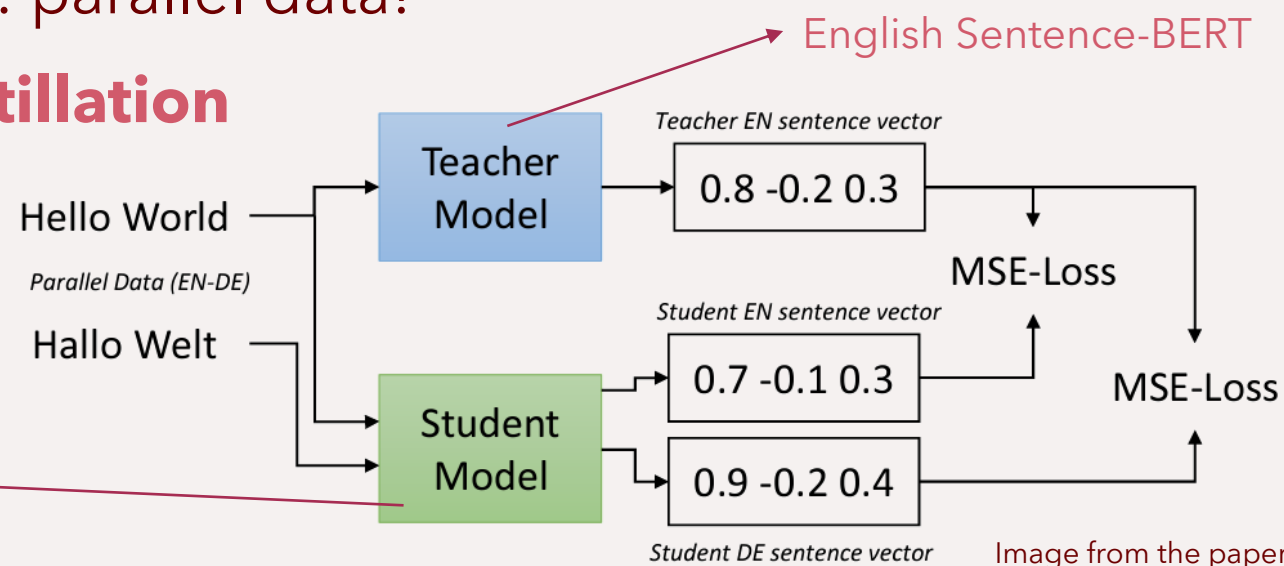 : parallel data!
English Sentence-BERT
tillation
Teacher EN sentence vector
Teacher
Model
0.8 -0.2 0.3
Hello World
MSE-Loss
Parallel Data (EN-DE)
Student EN sentence vector
Hallo Welt
0.7 -0.1 0.3
MSE-Loss
Student
Model
0.9 -0.2 0.4
Student DE sentence vector
Image from the paper